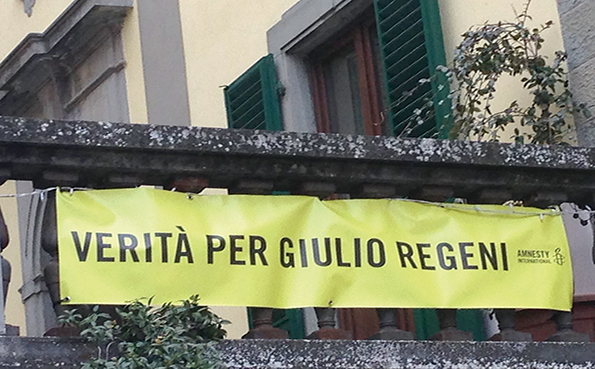 VERITÀ PER GIULIO REGENI
AMNESTY
INTERNATIONAL